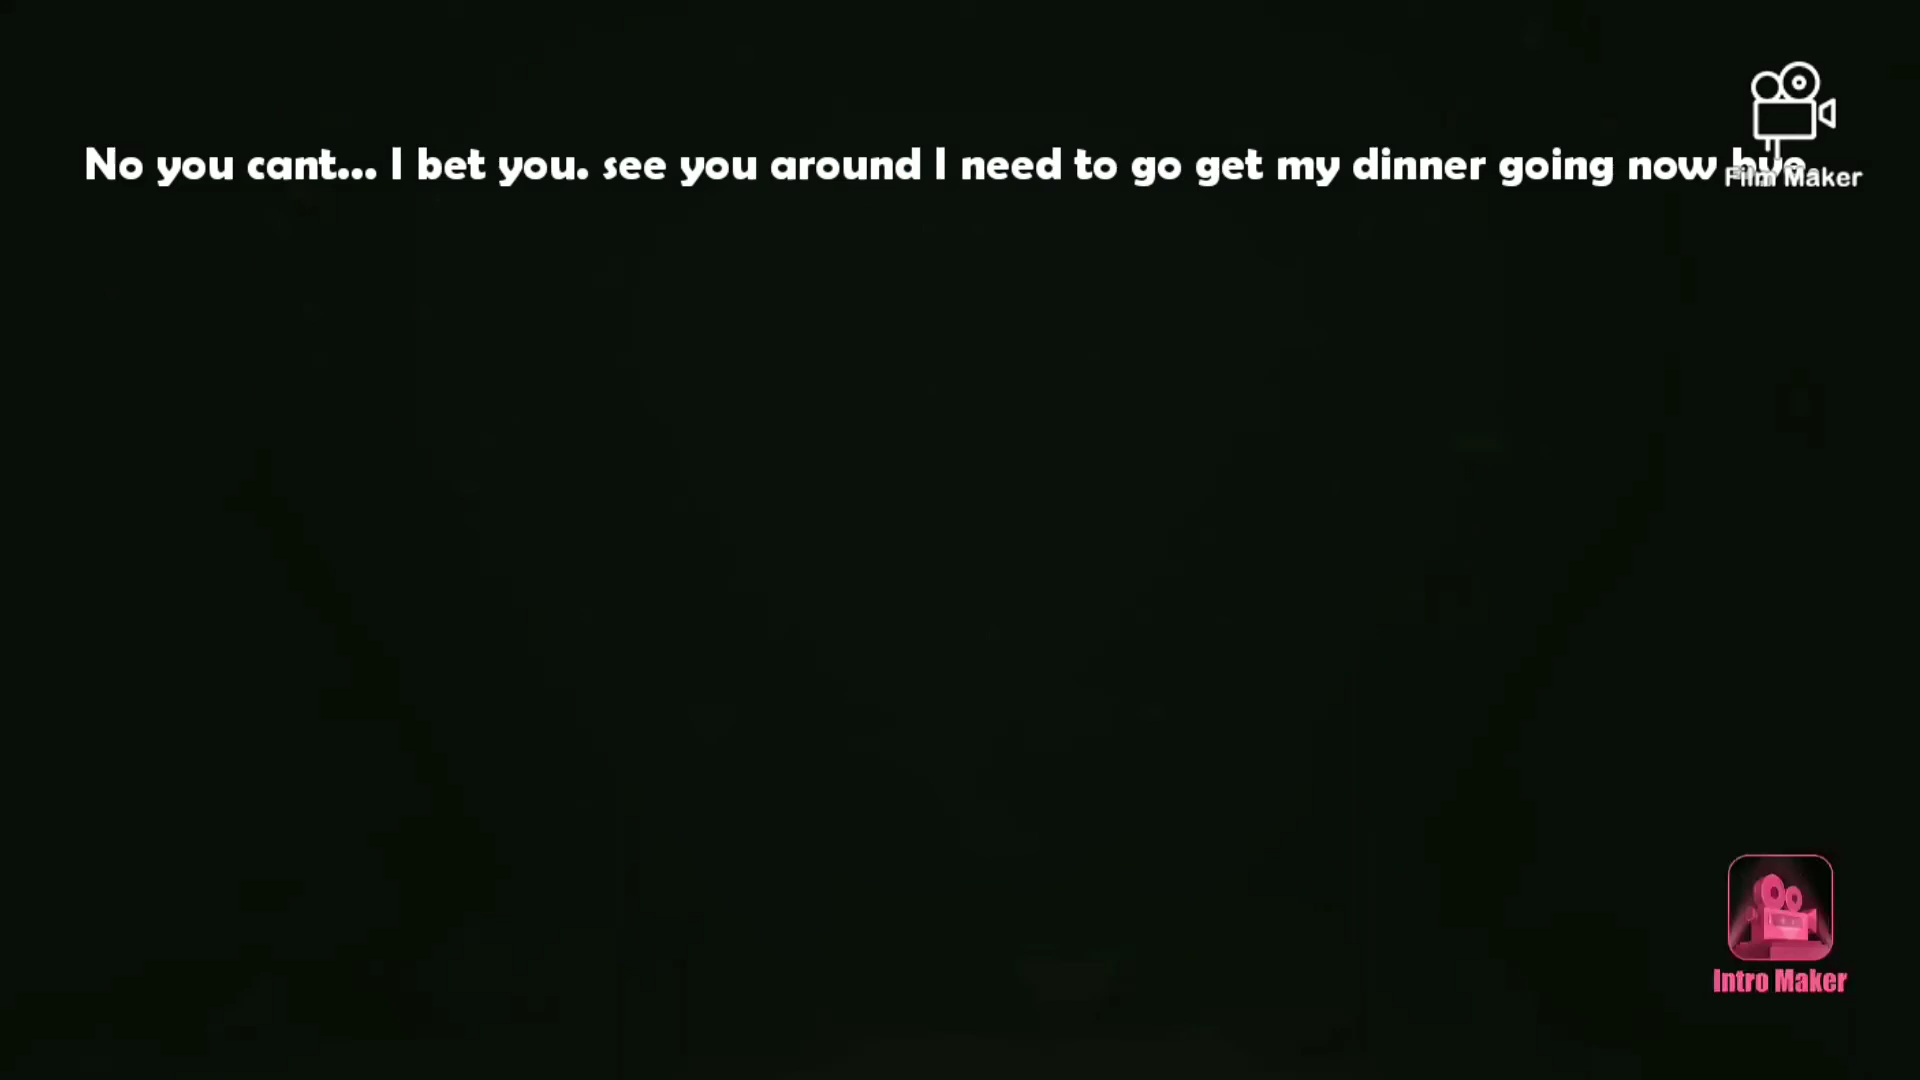 No you cant... I bet you. see you around I need to go get my dinner going now bye
Film Maker
Intro Maker